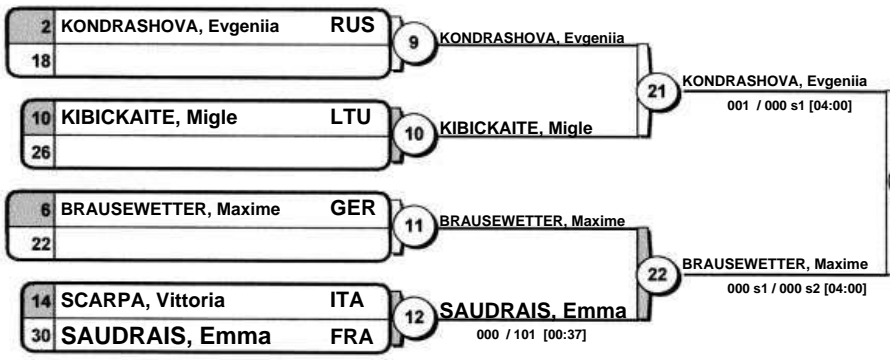 2 KONDRASHOVA, Evgeniia RUS
18
9 KONDRASHOVA, Evgeniia
10 KIBICKAITE, Migle LTU
26
10 KIBICKAITE, Migle
21 KONDRASHOVA, Evgeniia
001 / 000 s1 [04:00]
6 BRAUSEWETTER, Maxime GER
22
11 BRAUSEWETTER, Maxime
14 SCARPA, Vittoria ITA
30 SAUDRAIS, Emma FRA
12 SAUDRAIS, Emma
000 / 101 [00:37]
22 BRAUSEWETTER, Maxime
000 s1 / 000 s2 [04:00]